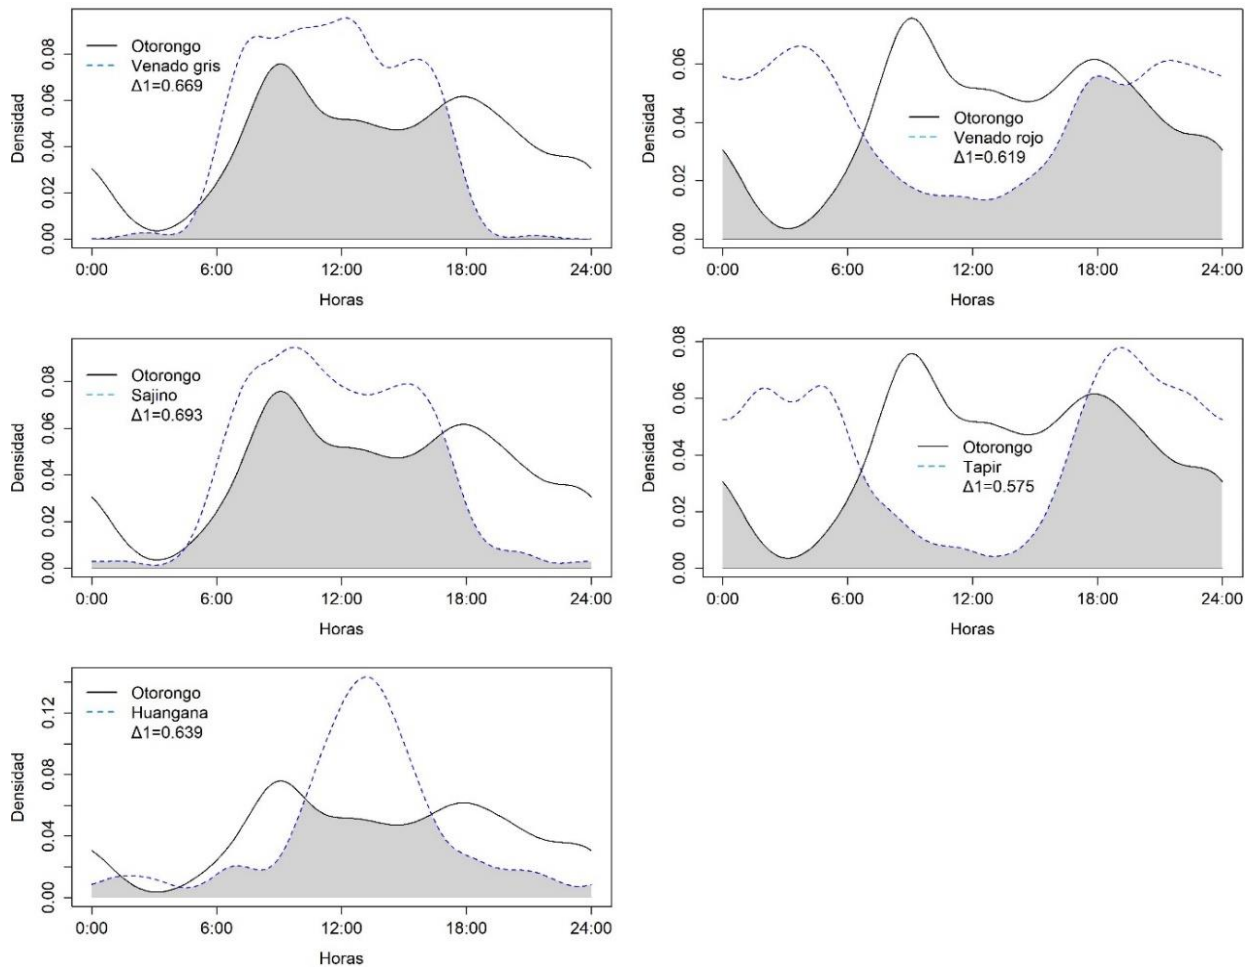 Otorongo
Venado gris
Δ1=0.669
Densidad
0.00 0.02 0.04 0.06 0.08
0:00 6:00 12:00 18:00 24:00
Horas
Otorongo
Venado rojo
Δ1=0.619
Densidad
0.00 0.02 0.04 0.06
0:00 6:00 12:00 18:00 24:00
Horas
Otorongo
Sajino
Δ1=0.693
Densidad
0.00 0.02 0.04 0.06 0.08
0:00 6:00 12:00 18:00 24:00
Horas
Otorongo
Tapir
Δ1=0.575
Densidad
0.00 0.02 0.04 0.06 0.08
0:00 6:00 12:00 18:00 24:00
Horas
Otorongo
Huangana
Δ1=0.639
Densidad
0.00 0.04 0.08 0.12
0:00 6:00 12:00 18:00 24:00
Horas